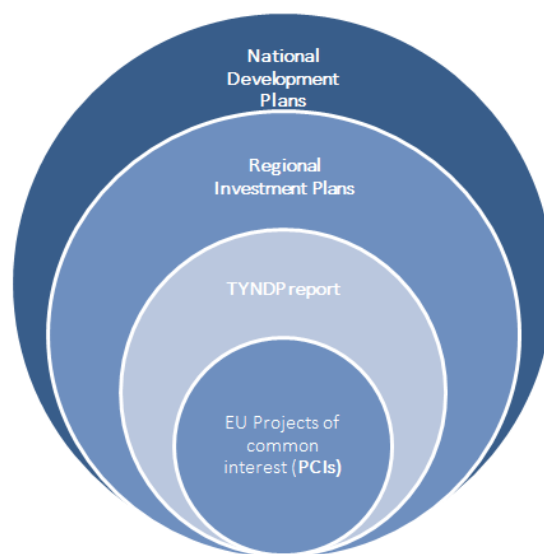 National
Development
Plans
Regional
Investment Plans
TYNDP report
EU Projects of
common
interest (PCIs)